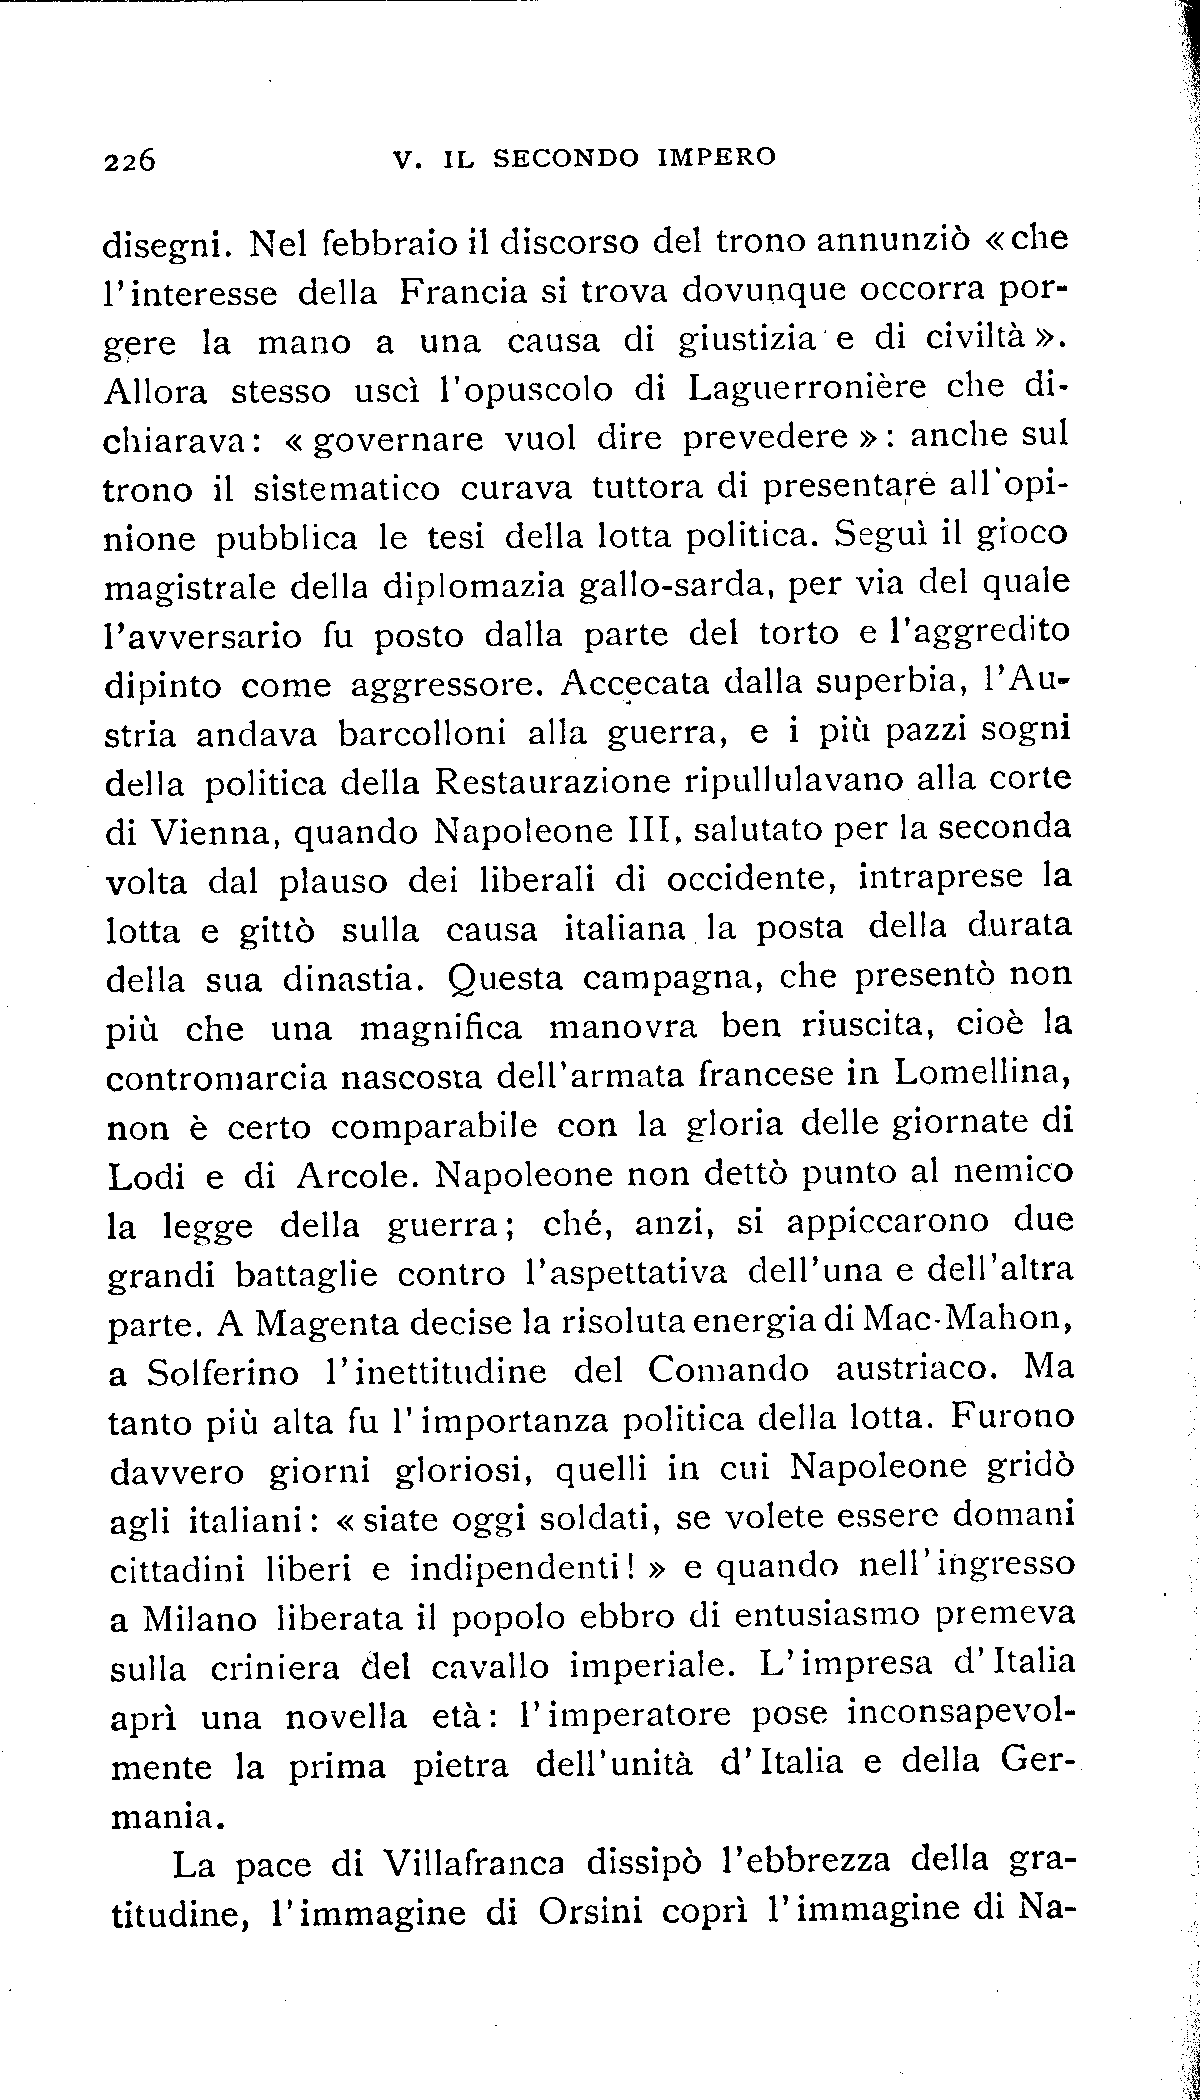 226 V. IL SECONDO IMPERO
disegni. Nel febbraio il discorso del trono annunziò «che
l'interesse della Francia si trova dovunque occorra por-
gere la mano a una causa di giustizia e di civiltà».
Allora stesso uscì l'opuscolo di Laguerronière che di-
chiarava: «governare vuol dire prevedere»: anche sul
trono il sistematico curava tuttora di presentare all'opi-
nione pubblica le tesi della lotta politica. Seguì il gioco
magistrale della diplomazia gallo-sarda, per via del quale
l'avversario fu posto dalla parte del torto e l'aggredito
dipinto come aggressore. Accecata dalla superbia, l'Au-
stria andava barcolloni alla guerra, e i più pazzi sogni
della politica della Restaurazione ripullulavano alla corte
di Vienna, quando Napoleone III, salutato per la seconda
volta dal plauso dei liberali di occidente, intraprese la
lotta e gittò sulla causa italiana la posta della durata
della sua dinastia. Questa campagna, che presentò non
più che una magnifica manovra ben riuscita, cioè la
contromarcia nascosta dell'armata francese in Lomellina,
non è certo comparabile con la gloria delle giornate di
Lodi e di Arcole. Napoleone non dettò punto al nemico
la legge della guerra; ché, anzi, si appiccarono due
grandi battaglie contro l'aspettativa dell'una e dell'altra
parte. A Magenta decise la risoluta energia di Mac-Mahon,
a Solferino l'inettitudine del Comando austriaco. Ma
tanto più alta fu l'importanza politica della lotta. Furono
davvero giorni gloriosi, quelli in cui Napoleone gridò
agli italiani: «siate oggi soldati, se volete essere domani
cittadini liberi e indipendenti!» e quando nell'ingresso
a Milano liberata il popolo ebbro di entusiasmo premeva
sulla criniera del cavallo imperiale. L'impresa d'Italia
aprì una novella età: l'imperatore pose inconsapevol-
mente la prima pietra dell'unità d'Italia e della Ger-
mania.
La pace di Villafranca dissipò l'ebbrezza della gra-
titudine, l'immagine di Orsini coprì l'immagine di Na-